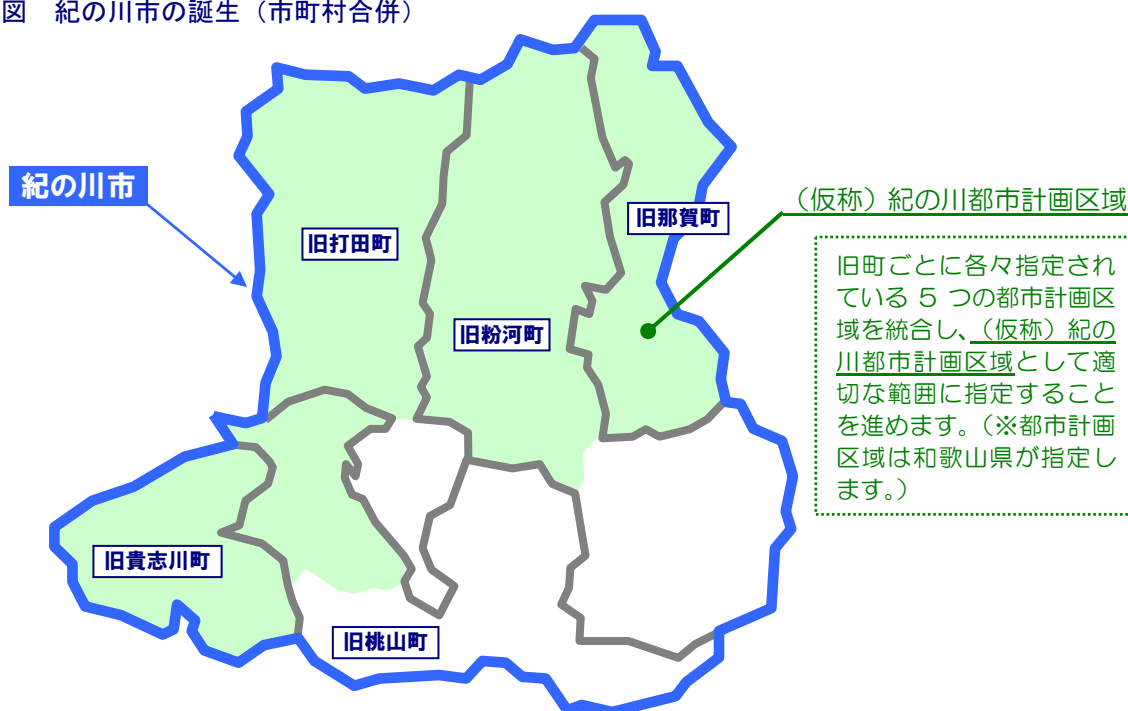 図 紀の川市の誕生（市町村合併）
紀の川市
（仮称）紀の川都市計画区域
旧那賀町
旧打田町
旧町ごとに各々指定され
ている 5 つの都市計画区
域を統合し、（仮称）紀の
川都市計画区域として適
切な範囲に指定すること
を進めます。（※都市計画
区域は和歌山県が指定し
ます。）
旧粉河町
旧貴志川町
旧桃山町